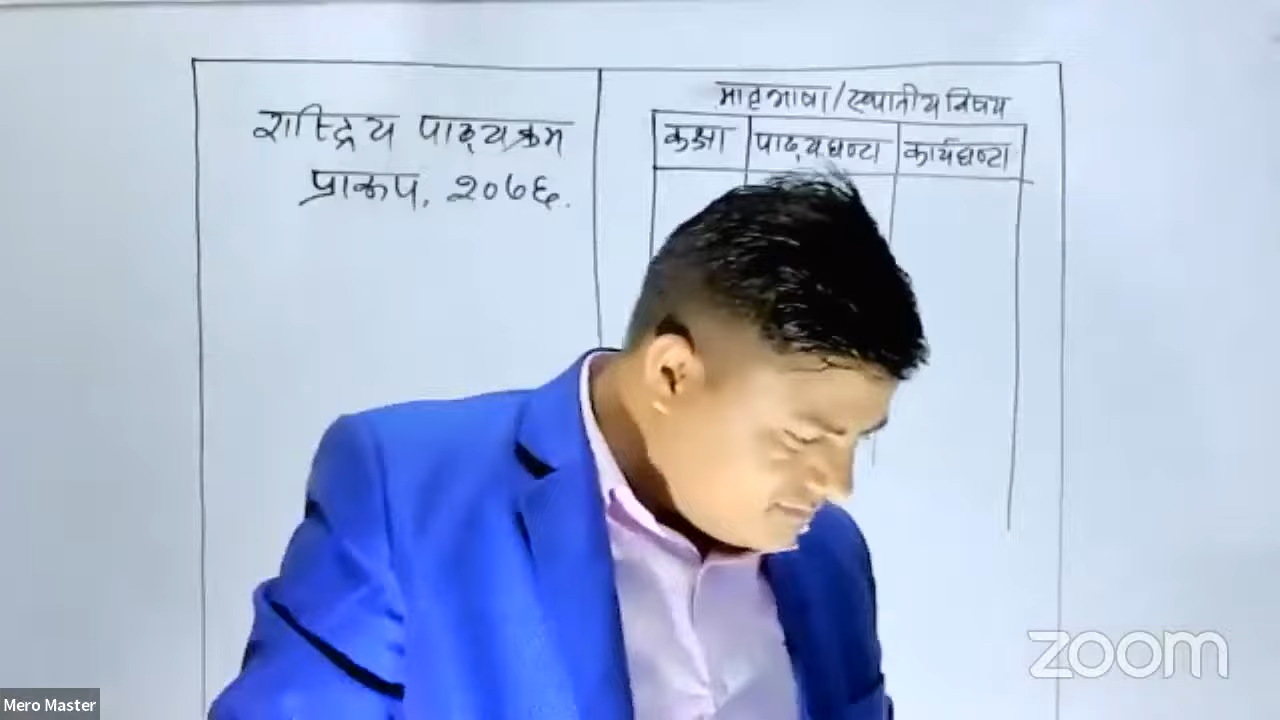 राष्ट्रिय पाठ्यक्रम
प्रारूप, २०७६.
मातृभाषा/स्थानीय विषय
कक्षा पाठ्यघण्टा कार्यघण्टा
zoom
Mero Master